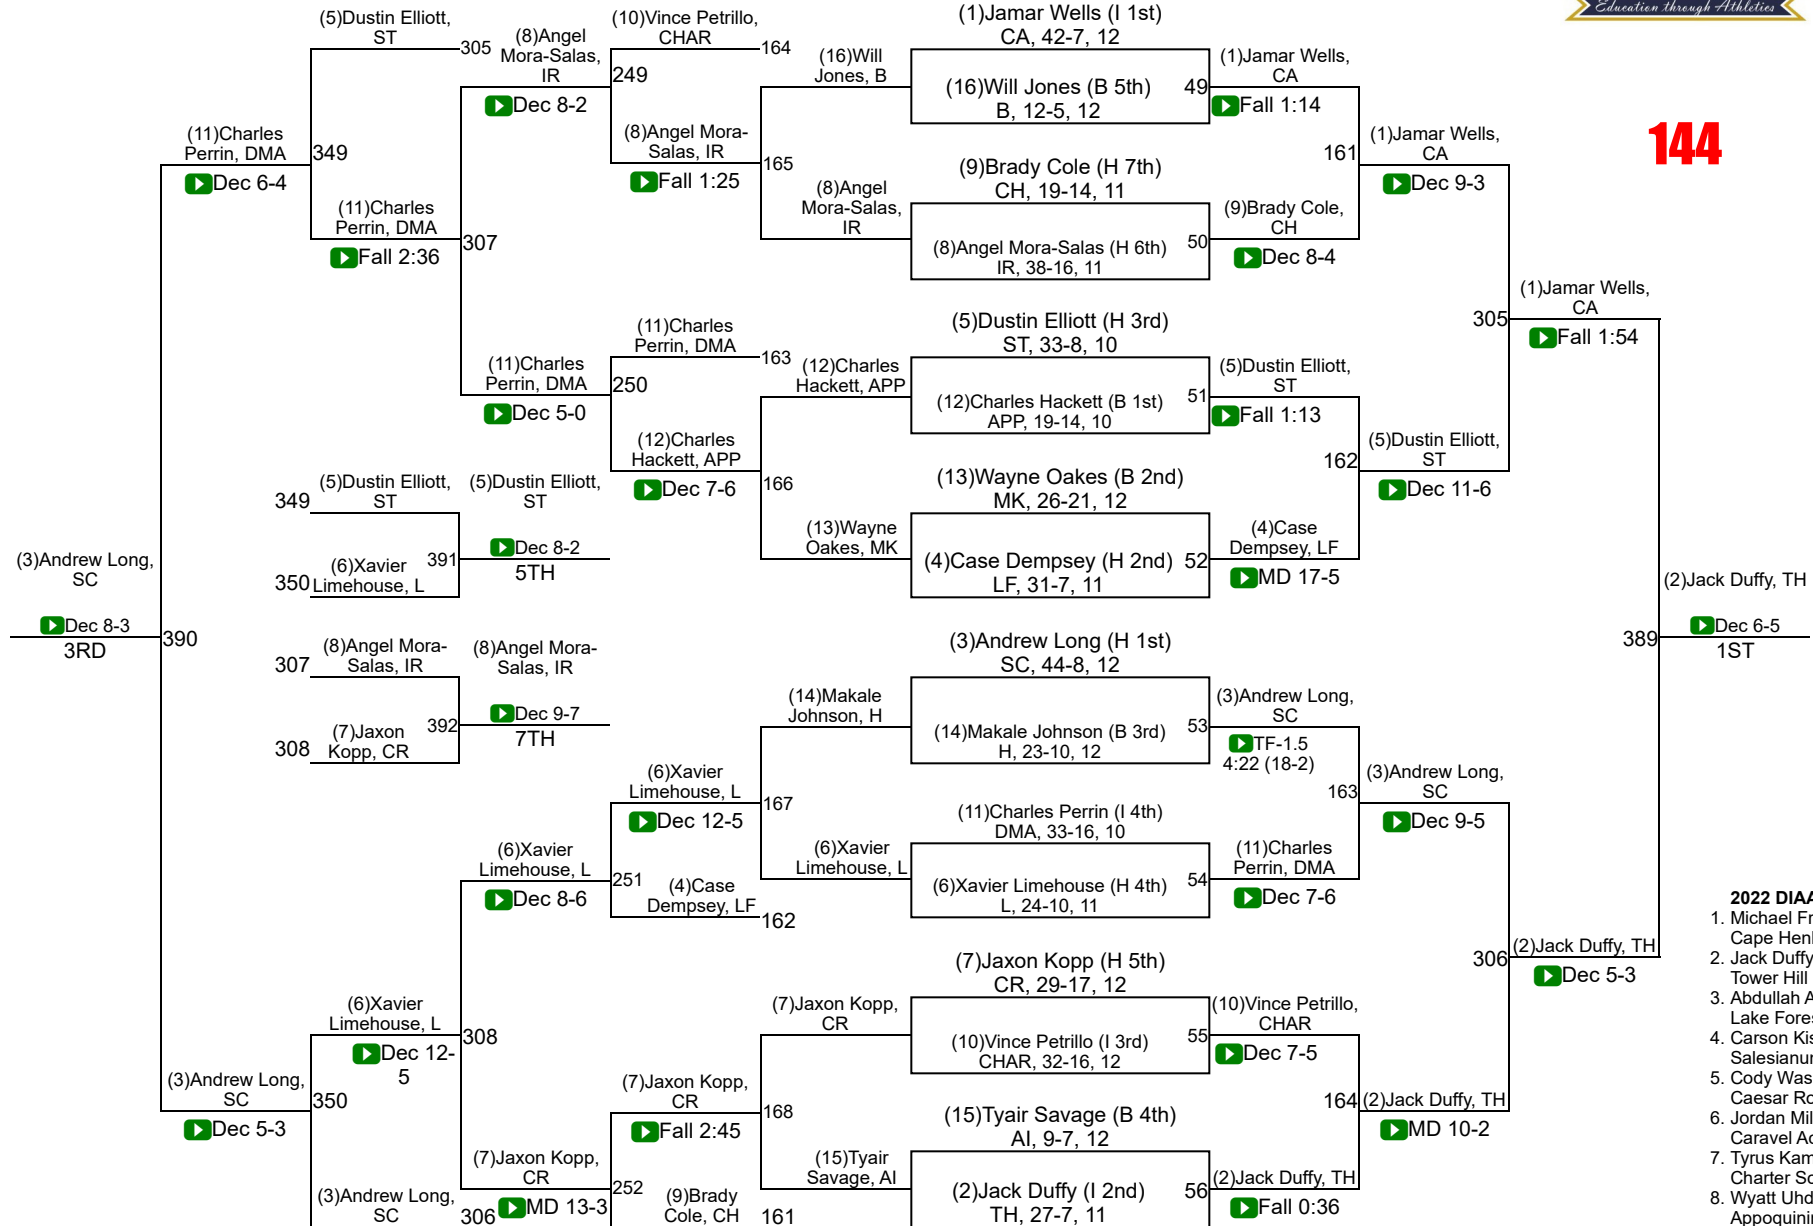 Education through Athletics
144
(5)Dustin Elliott,
ST
305
(11)Charles
Perrin, DMA
Dec 6-4
349
(11)Charles
Perrin, DMA
Fall 2:36
(8)Angel
Mora-Salas,
IR
Dec 8-2
307
(11)Charles
Perrin, DMA
Dec 5-0
(10)Vince Petrillo,
CHAR
164
249
(8)Angel Mora-
Salas, IR
Fall 1:25
(11)Charles
Perrin, DMA
163
250
(12)Charles
Hackett, APP
Dec 7-6
(16)Will
Jones, B
165
(8)Angel
Mora-Salas,
IR
(12)Charles
Hackett, APP
166
(13)Wayne
Oakes, MK
(1)Jamar Wells (I 1st)
CA, 42-7, 12
(16)Will Jones (B 5th)
B, 12-5, 12
49
(9)Brady Cole (H 7th)
CH, 19-14, 11
(8)Angel Mora-Salas (H 6th)
IR, 38-16, 11
50
(5)Dustin Elliott (H 3rd)
ST, 33-8, 10
(12)Charles Hackett (B 1st)
APP, 19-14, 10
51
(13)Wayne Oakes (B 2nd)
MK, 26-21, 12
(4)Case Dempsey (H 2nd)
LF, 31-7, 11
52
(1)Jamar Wells,
CA
Fall 1:14
161
(9)Brady Cole,
CH
Dec 8-4
(5)Dustin Elliott,
ST
Fall 1:13
162
(4)Case
Dempsey, LF
MD 17-5
(1)Jamar Wells,
CA
Dec 9-3
305
(5)Dustin Elliott,
ST
Dec 11-6
(1)Jamar Wells,
CA
Fall 1:54
(3)Andrew Long,
SC
Dec 8-3
3RD
390
349
(5)Dustin Elliott,
ST
350
(6)Xavier
Limehouse, L
391
(5)Dustin Elliott,
ST
Dec 8-2
5TH
307
(8)Angel Mora-
Salas, IR
308
(7)Jaxon
Kopp, CR
392
(8)Angel Mora-
Salas, IR
Dec 9-7
7TH
389
(2)Jack Duffy, TH
Dec 6-5
1ST
(3)Andrew Long (H 1st)
SC, 44-8, 12
(14)Makale Johnson (B 3rd)
H, 23-10, 12
53
(11)Charles Perrin (I 4th)
DMA, 33-16, 10
(6)Xavier Limehouse (H 4th)
L, 24-10, 11
54
(7)Jaxon Kopp (H 5th)
CR, 29-17, 12
(10)Vince Petrillo (I 3rd)
CHAR, 32-16, 12
55
(15)Tyair Savage (B 4th)
AI, 9-7, 12
(2)Jack Duffy (I 2nd)
TH, 27-7, 11
56
(14)Makale
Johnson, H
167
(6)Xavier
Limehouse, L
(7)Jaxon Kopp,
CR
168
(15)Tyair
Savage, AI
(6)Xavier
Limehouse, L
Dec 12-5
251
(4)Case
Dempsey, LF
162
(7)Jaxon Kopp,
CR
Fall 2:45
252
(9)Brady
Cole, CH
161
(6)Xavier
Limehouse, L
Dec 8-6
308
(7)Jaxon Kopp,
CR
MD 13-3
(6)Xavier
Limehouse, L
Dec 12-
5
350
(3)Andrew Long,
SC
306
(3)Andrew Long,
SC
Dec 5-3
(3)Andrew Long,
SC
TF-1.5
4:22 (18-2)
163
(11)Charles
Perrin, DMA
Dec 7-6
(10)Vince Petrillo,
CHAR
Dec 7-5
164
(2)Jack Duffy, TH
Fall 0:36
(3)Andrew Long,
SC
Dec 9-5
306
(2)Jack Duffy, TH
MD 10-2
(2)Jack Duffy, TH
Dec 5-3
2022 DIAA
1. Michael Fr
Cape Henl
2. Jack Duffy
Tower Hill
3. Abdullah A
Lake Fores
4. Carson Kis
Salesianum
5. Cody Was
Caesar Ro
6. Jordan Mil
Caravel Ac
7. Tyrus Kam
Charter Sc
8. Wyatt Uhd
Appoquinim